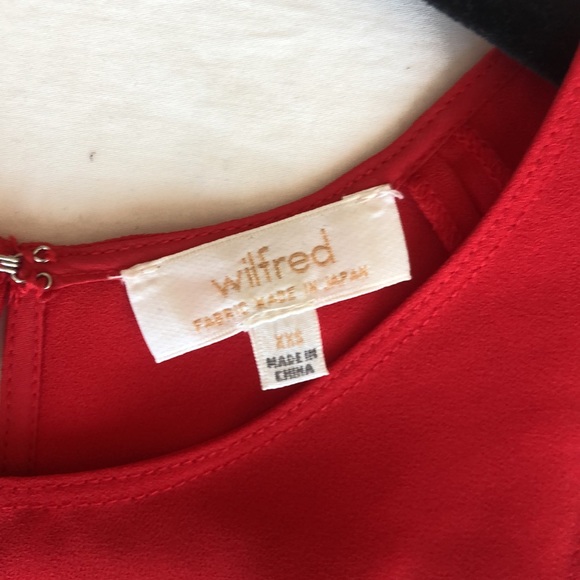 wilfred
FABRIC MADE IN JAPAN
XXS
MADE IN
CHINA